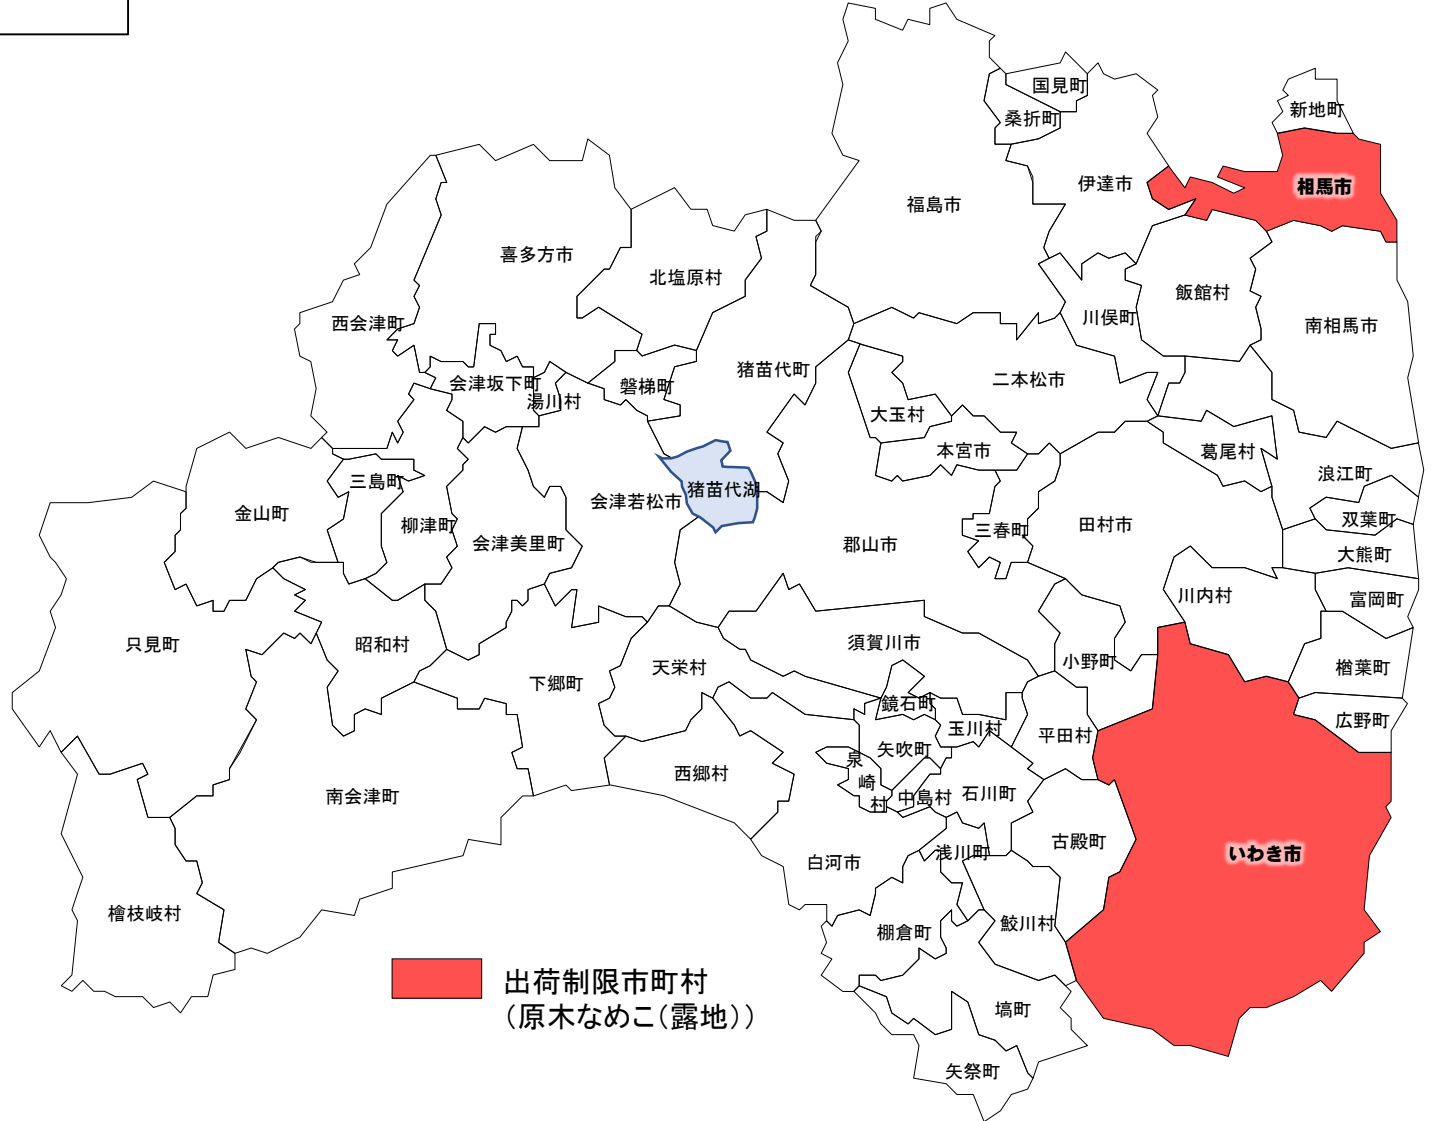 国見町
桑折町
新地町
伊達市
相馬市
福島市
喜多方市
北塩原村
飯館村
西会津町
川俣町
南相馬市
猪苗代町
二本松市
会津坂下町
磐梯町
湯川村
大玉村
本宮市
葛尾村
浪江町
三島町
猪苗代湖
会津若松市
金山町
柳津町
双葉町
田村市
三春町
会津美里町
郡山市
大熊町
川内村
富岡町
只見町
昭和村
須賀川市
小野町
天栄村
楢葉町
下郷町
鏡石町
広野町
玉川村
平田村
矢吹町
泉
崎
村
西郷村
南会津町
中島村
石川町
古殿町
浅川町
いわき市
白河市
檜枝岐村
鮫川村
棚倉町
出荷制限市町村
（原木なめこ（露地））
塙町
矢祭町